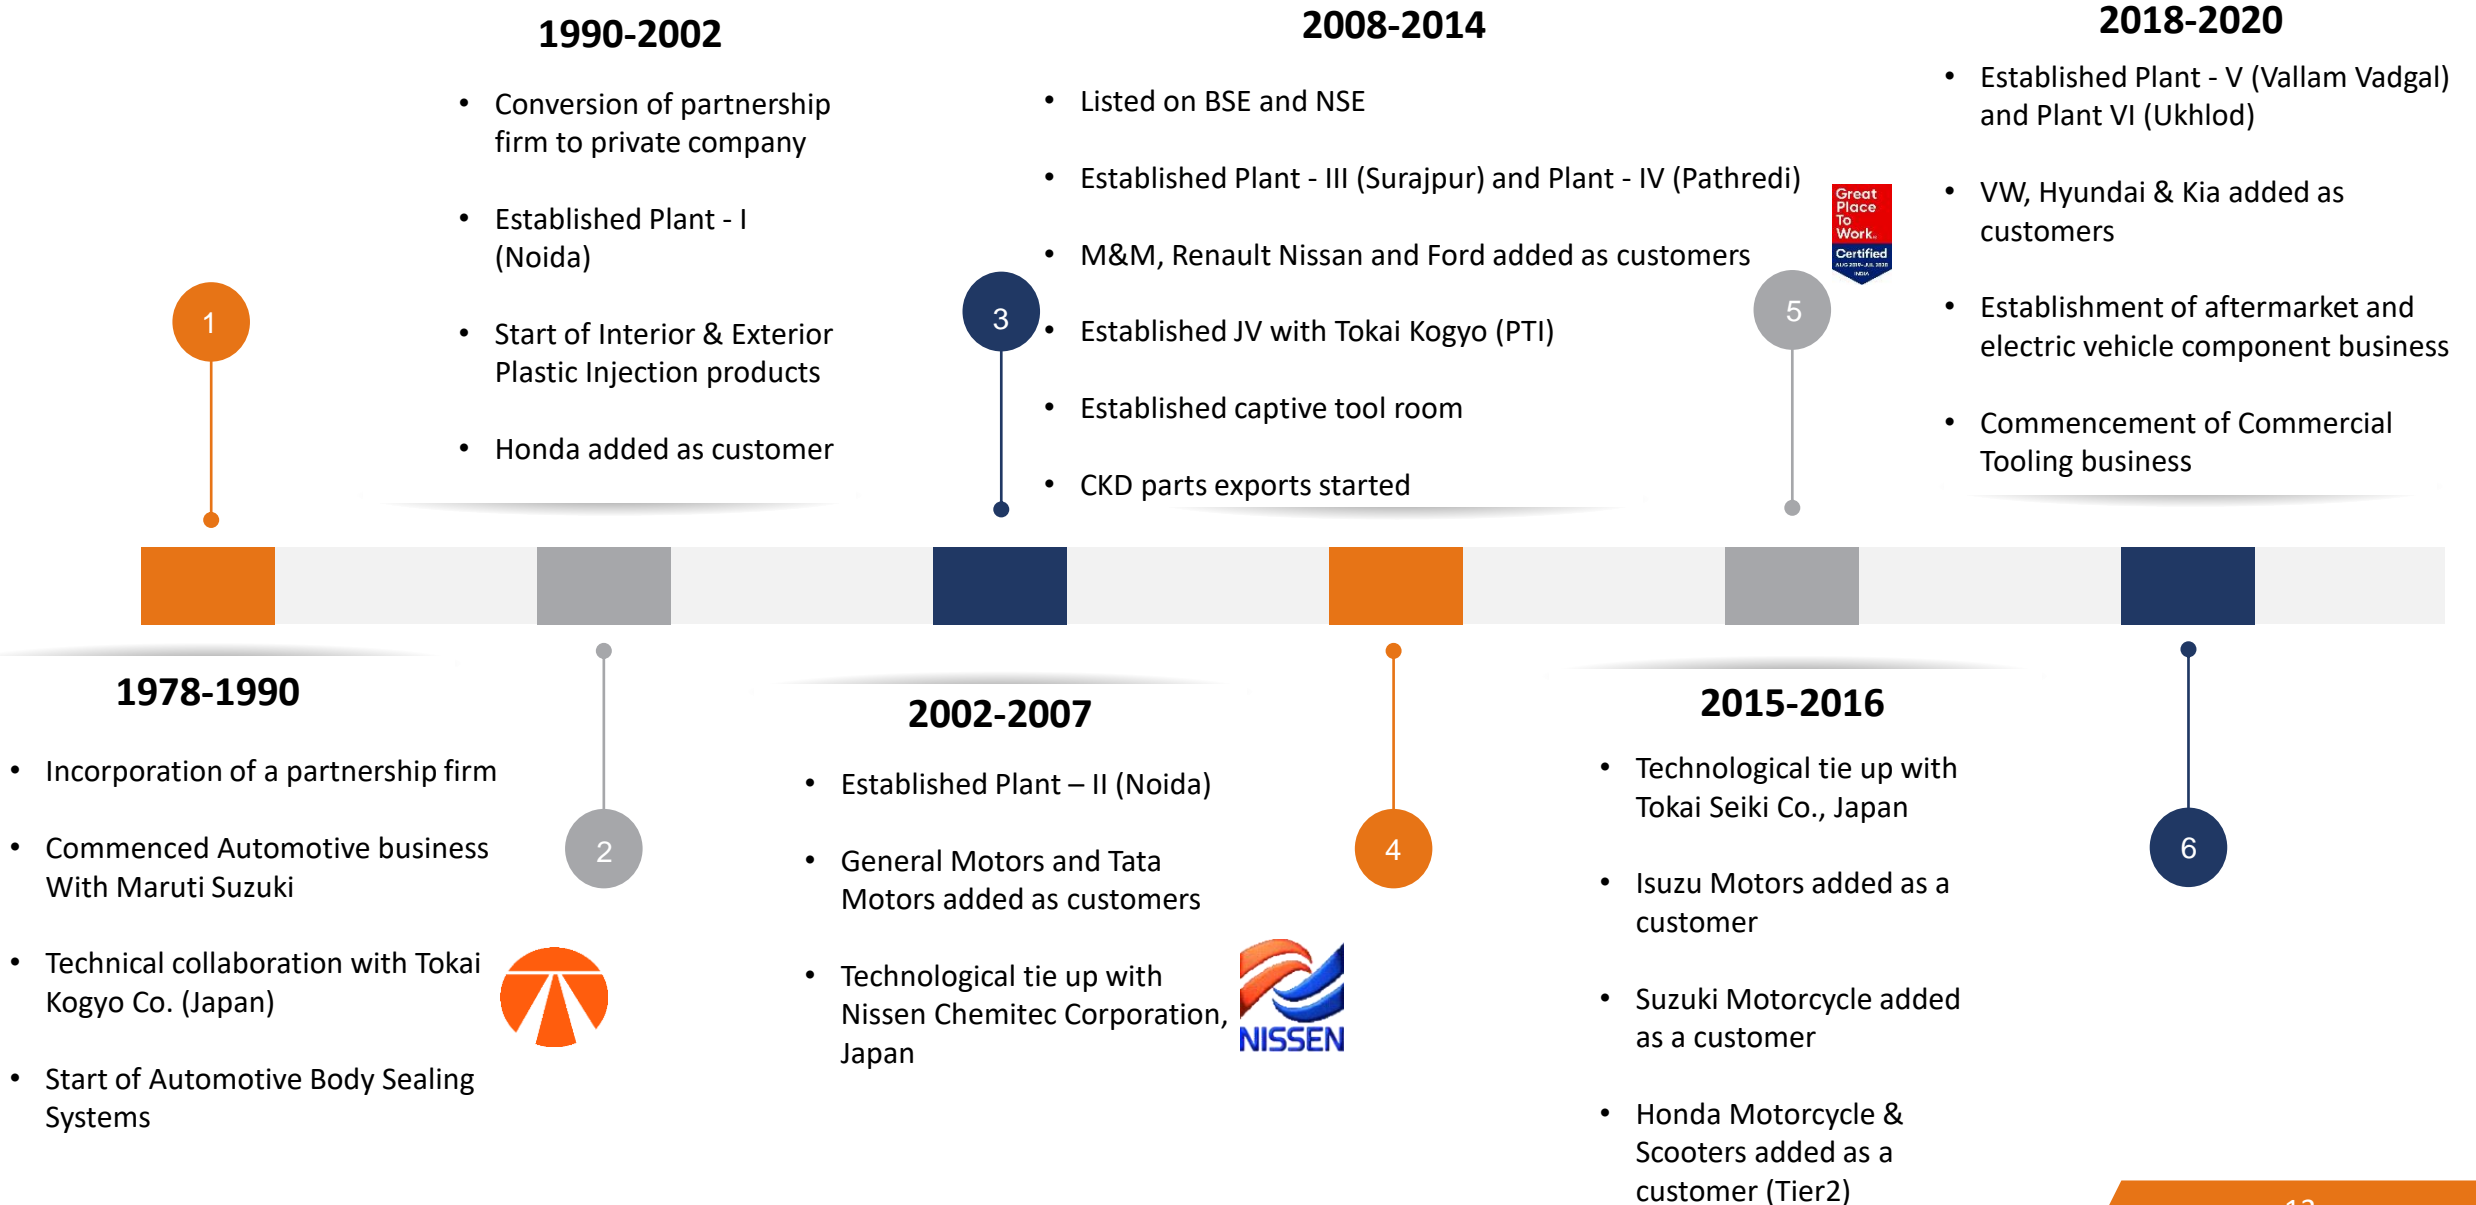 1990-2002
• Conversion of partnership
firm to private company
• Established Plant - I
(Noida)
• Start of Interior & Exterior
Plastic Injection products
• Honda added as customer
2008-2014
• Listed on BSE and NSE
• Established Plant - III (Surajpur) and Plant - IV (Pathredi)
• M&M, Renault Nissan and Ford added as customers
• Established JV with Tokai Kogyo (PTI)
• Established captive tool room
• CKD parts exports started
Great
Place
To
Work.
Certified
AUG 2019-JUL 2020
INDIA
2018-2020
• Established Plant - V (Vallam Vadgal)
and Plant VI (Ukhlod)
• VW, Hyundai & Kia added as
customers
• Establishment of aftermarket and
electric vehicle component business
• Commencement of Commercial
Tooling business
1
3
5
1978-1990
• Incorporation of a partnership firm
• Commenced Automotive business
With Maruti Suzuki
• Technical collaboration with Tokai
Kogyo Co. (Japan)
• Start of Automotive Body Sealing
Systems
2
2002-2007
• Established Plant – II (Noida)
• General Motors and Tata
Motors added as customers
• Technological tie up with
Nissen Chemitec Corporation,
Japan
NISSEN
4
2015-2016
• Technological tie up with
Tokai Seiki Co., Japan
• Isuzu Motors added as a
customer
• Suzuki Motorcycle added
as a customer
• Honda Motorcycle &
Scooters added as a
customer (Tier2)
6